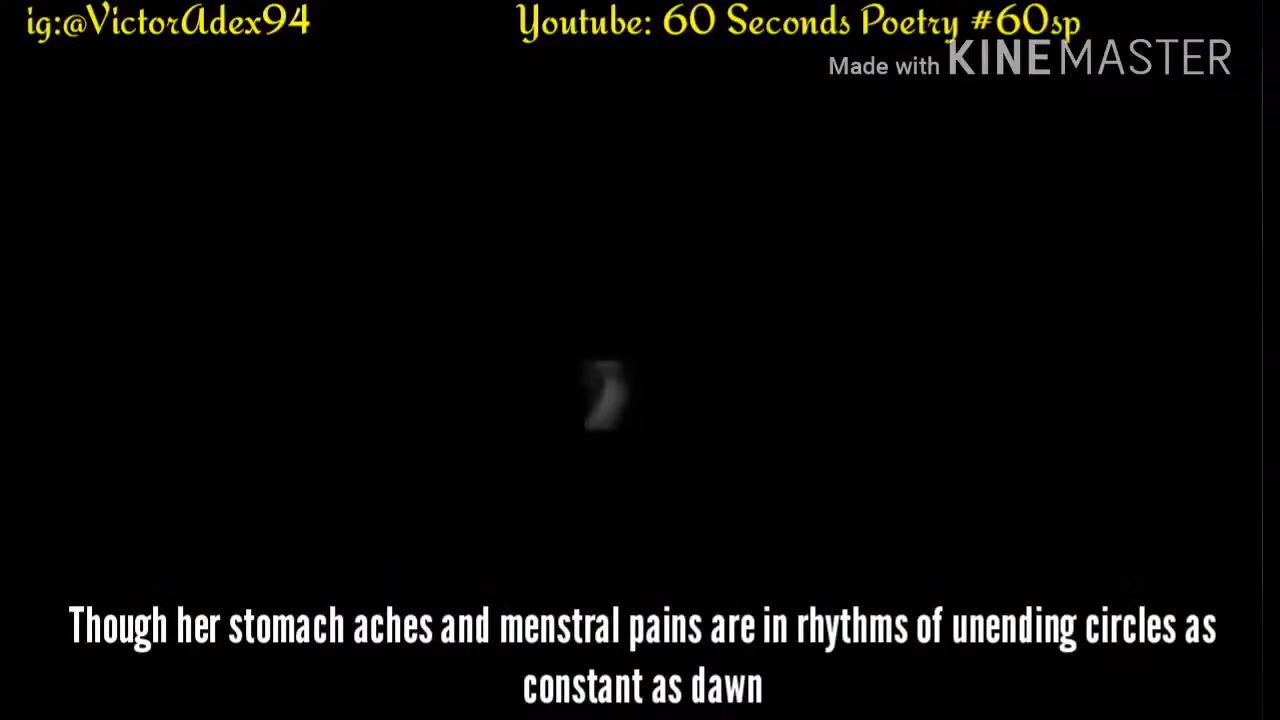 ig:@VictorAdex94
Youtube: 60 Seconds Poetry #60sp
Made with KINEMASTER
Though her stomach aches and menstral pains are in rhythms of unending circles as
constant as dawn